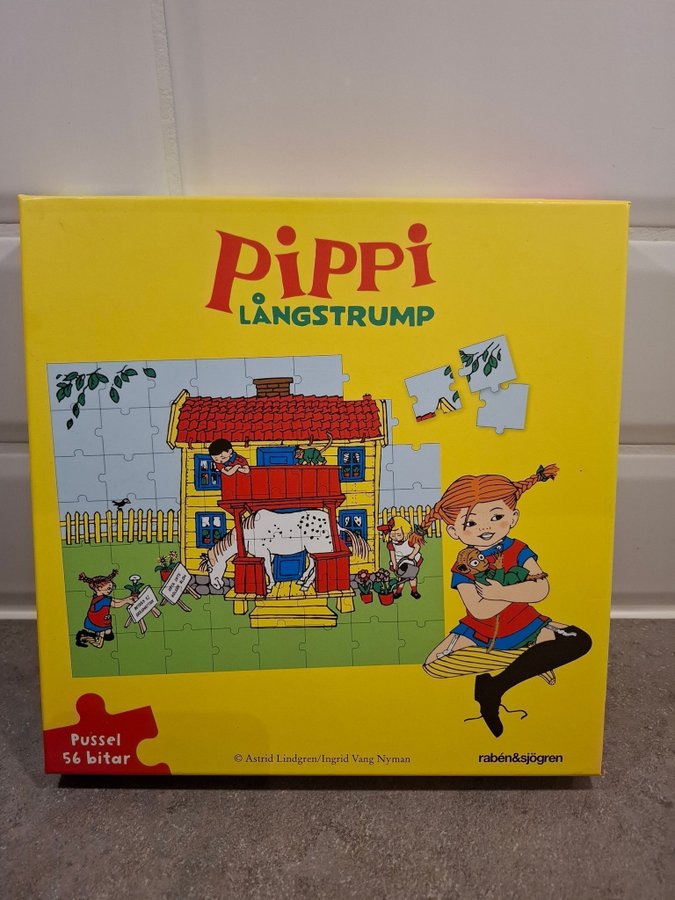 PiPPi
LÅNGSTRUMP
Pussel
56 bitar
© Astrid Lindgren/Ingrid Vang Nyman
rabén&sjögren